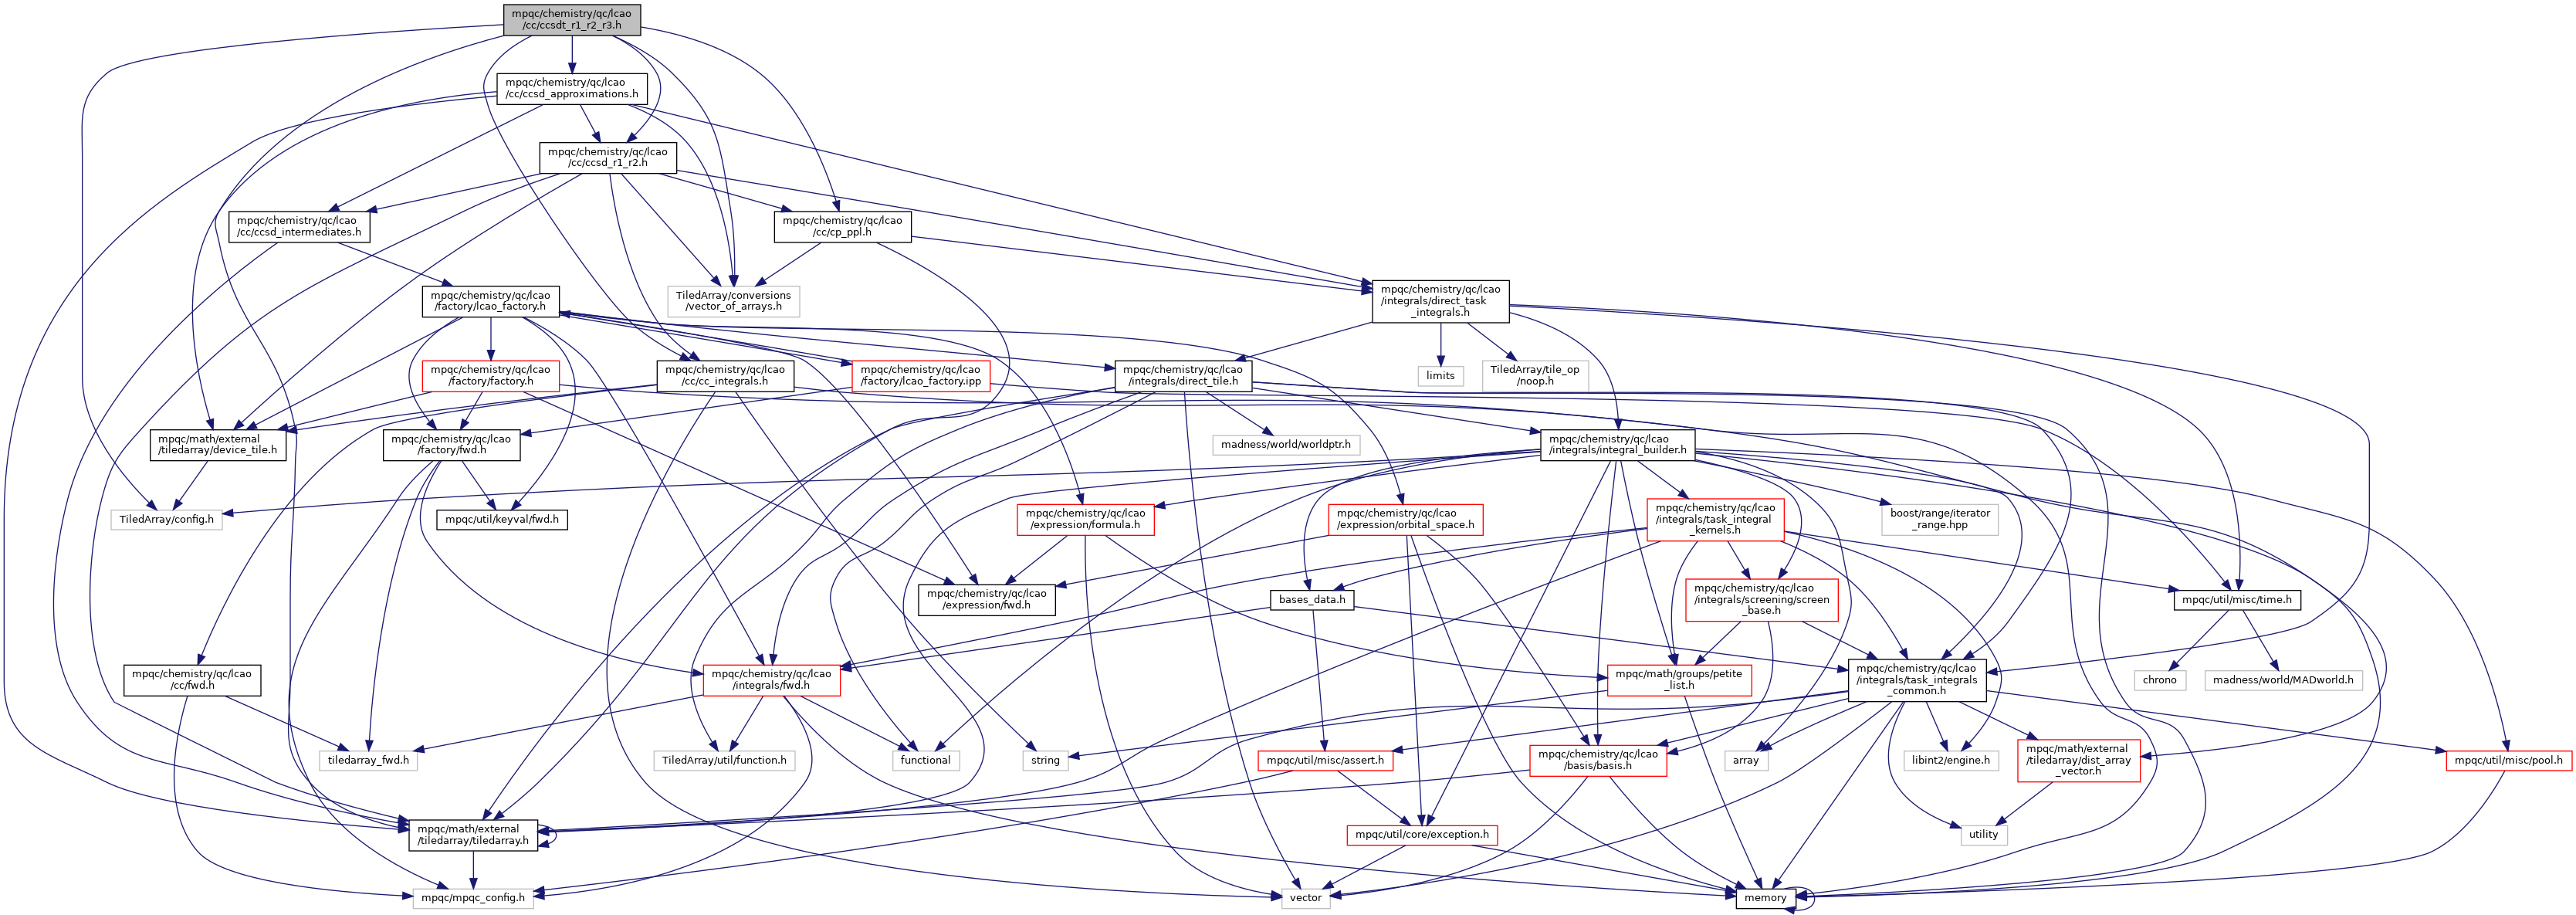 mpqc/chemistry/qc/lcao
/cc/ccsdt_r1_r2_r3.h
mpqc/chemistry/qc/lcao
/cc/ccsd_approximations.h
mpqc/chemistry/qc/lcao
/cc/ccsd_r1_r2.h
mpqc/chemistry/qc/lcao
/cc/ccsd_intermediates.h
mpqc/chemistry/qc/lcao
/cc/cp_ppl.h
mpqc/chemistry/qc/lcao
/factory/lcao_factory.h
TiledArray/conversions
/vector_of_arrays.h
mpqc/chemistry/qc/lcao
/integrals/direct_task
_integrals.h
mpqc/chemistry/qc/lcao
/factory/factory.h
mpqc/chemistry/qc/lcao
/cc/cc_integrals.h
mpqc/chemistry/qc/lcao
/factory/lcao_factory.ipp
mpqc/chemistry/qc/lcao
/integrals/direct_tile.h
limits
TiledArray/tile_op
/noop.h
mpqc/math/external
/tiledarray/device_tile.h
mpqc/chemistry/qc/lcao
/factory/fwd.h
madness/world/worldptr.h
mpqc/chemistry/qc/lcao
/integrals/integral_builder.h
TiledArray/config.h
mpqc/util/keyval/fwd.h
mpqc/chemistry/qc/lcao
/expression/formula.h
mpqc/chemistry/qc/lcao
/expression/orbital_space.h
mpqc/chemistry/qc/lcao
/integrals/task_integral
_kernels.h
boost/range/iterator
_range.hpp
mpqc/chemistry/qc/lcao
/expression/fwd.h
bases_data.h
mpqc/chemistry/qc/lcao
/integrals/screening/screen
_base.h
mpqc/util/misc/time.h
mpqc/chemistry/qc/lcao
/cc/fwd.h
mpqc/chemistry/qc/lcao
/integrals/fwd.h
mpqc/math/groups/petite
_list.h
mpqc/chemistry/qc/lcao
/integrals/task_integrals
_common.h
chrono
madness/world/MADworld.h
tiledarray_fwd.h
TiledArray/util/function.h
functional
string
mpqc/util/misc/assert.h
mpqc/chemistry/qc/lcao
/basis/basis.h
array
libint2/engine.h
mpqc/math/external
/tiledarray/dist_array
_vector.h
mpqc/util/misc/pool.h
mpqc/math/external
/tiledarray/tiledarray.h
mpqc/util/core/exception.h
utility
mpqc/mpqc_config.h
vector
memory